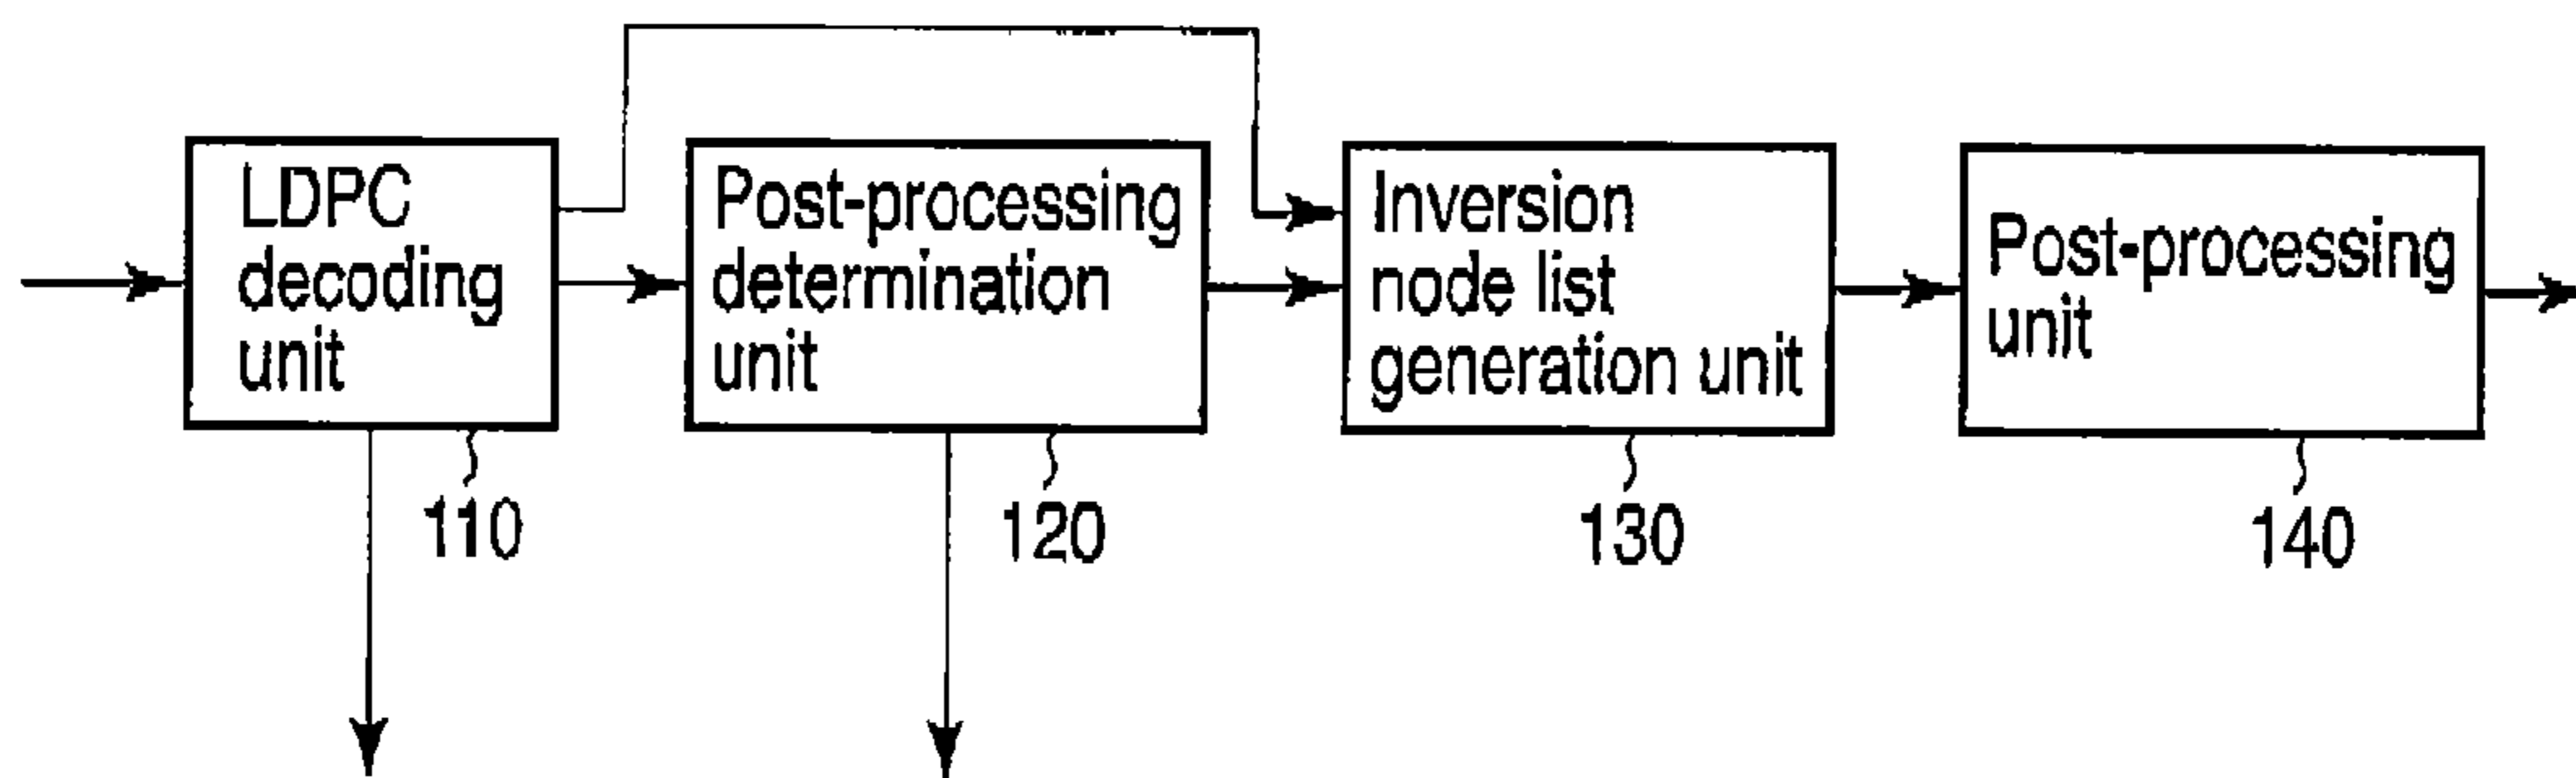 LDPC
decoding
unit
Post-processing
determination
unit
Inversion
node list
generation unit
Post-processing
unit
110
120
130
140